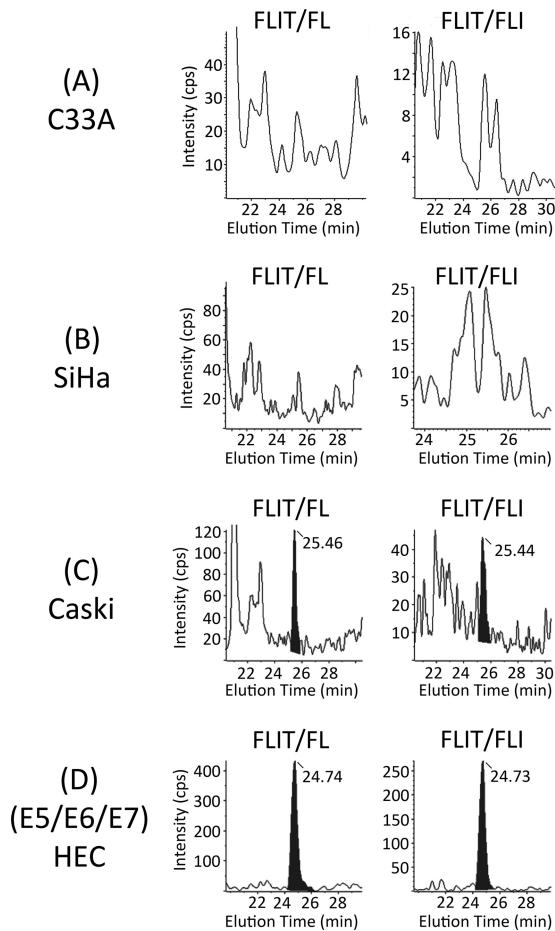 (A)
C33A
FLIT/FL
Intensity (cps)
40
30
20
10
22 24 26 28
Elution Time (min)
FLIT/FLI
16
12
8
4
22 24 26 28 30
Elution Time (min)
(B)
SiHa
FLIT/FL
Intensity (cps)
80
60
40
20
22 24 26 28
Elution Time (min)
FLIT/FLI
25
20
15
10
5
24 25 26
Elution Time (min)
(C)
Caski
FLIT/FL
Intensity (cps)
120
100
80
60
40
20
25.46
22 24 26 28
Elution Time (min)
FLIT/FLI
40
30
20
10
25.44
22 24 26 28 30
Elution Time (min)
(D)
(E5/E6/E7)
HEC
FLIT/FL
Intensity (cps)
400
300
200
100
24.74
22 24 26 28
Elution Time (min)
FLIT/FLI
250
200
150
100
50
24.73
22 24 26 28
Elution Time (min)